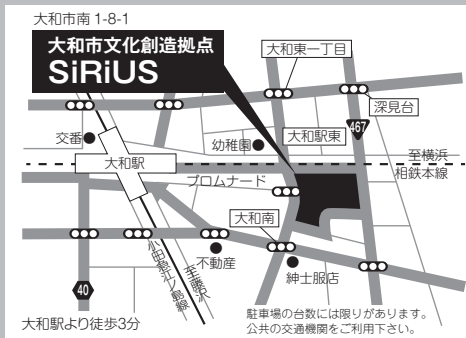 大和市南 1-8-1
大和市文化創造拠点
SiRiUS
大和東一丁目
深見台
467
大和駅東
交番
幼稚園
至横浜
大和駅
相鉄本線
プロムナード
大和南
不動産
紳士服店
小田急江ノ島線
至藤沢
40
大和駅より徒歩3分
駐車場の台数には限りがあります。
公共の交通機関をご利用下さい。